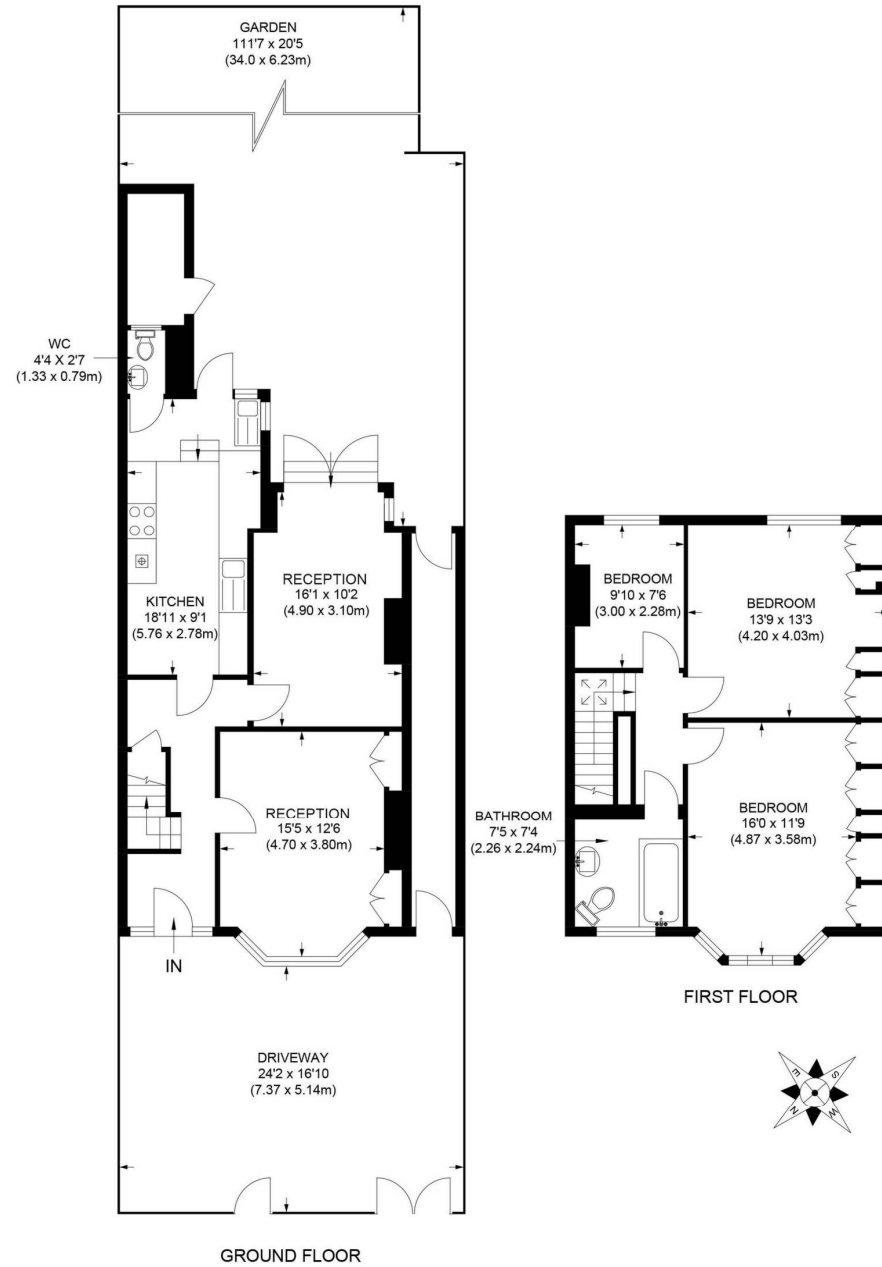 GARDEN
111'7 x 20'5
(34.0 x 6.23m)
WC
4'4 X 2'7
(1.33 x 0.79m)
RECEPTION
16'1 x 10'2
(4.90 x 3.10m)
KITCHEN
18'11 x 9'1
(5.76 x 2.78m)
RECEPTION
15'5 x 12'6
(4.70 x 3.80m)
IN
DRIVEWAY
24'2 x 16'10
(7.37 x 5.14m)
GROUND FLOOR
BEDROOM
9'10 x 7'6
(3.00 x 2.28m)
BEDROOM
13'9 x 13'3
(4.20 x 4.03m)
BATHROOM
7'5 x 7'4
(2.26 x 2.24m)
BEDROOM
16'0 x 11'9
(4.87 x 3.58m)
FIRST FLOOR
E
S
N
W